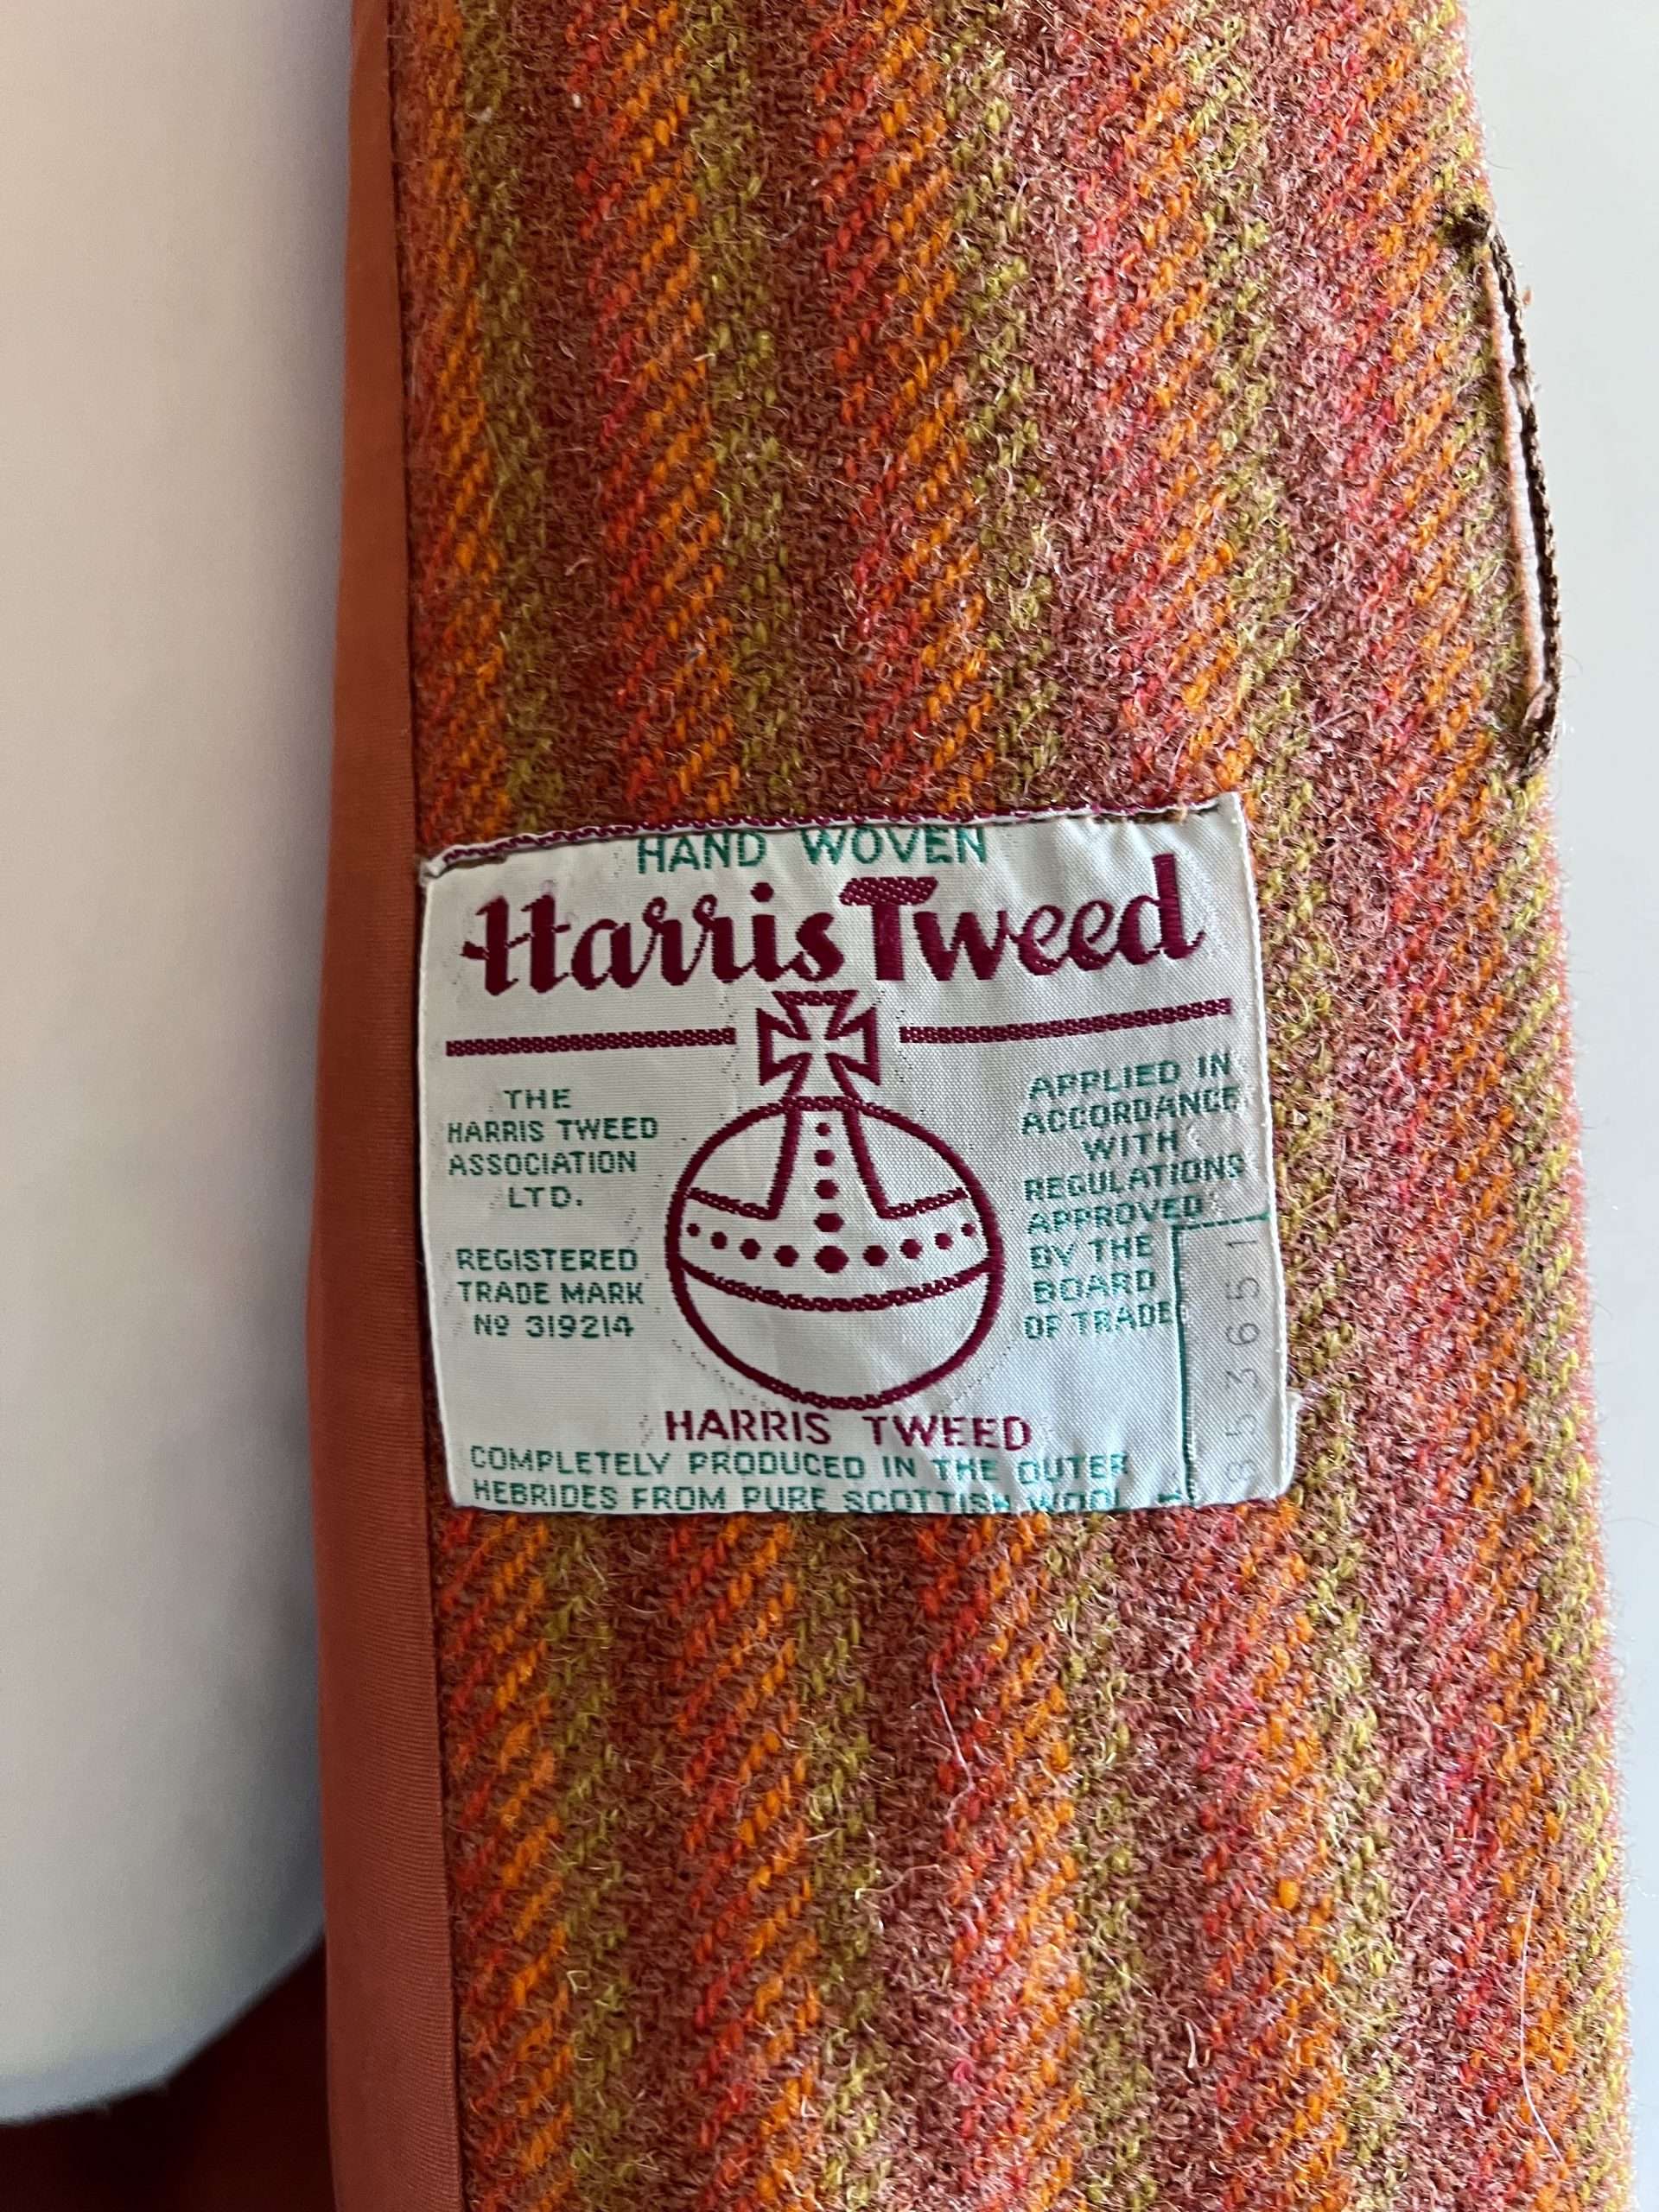 HAND WOVEN
Harris Tweed
THE
HARRIS TWEED
ASSOCIATION
LTD.
REGISTERED
TRADE MARK
Nº 319214
APPLIED IN
ACCORDANCE
WITH
REGULATIONS
APPROVED
BY THE
BOARD
OF TRADE
HARRIS TWEED
COMPLETELY PRODUCED IN THE OUTER
HEBRIDES FROM PURE SCOTTISH WOOL